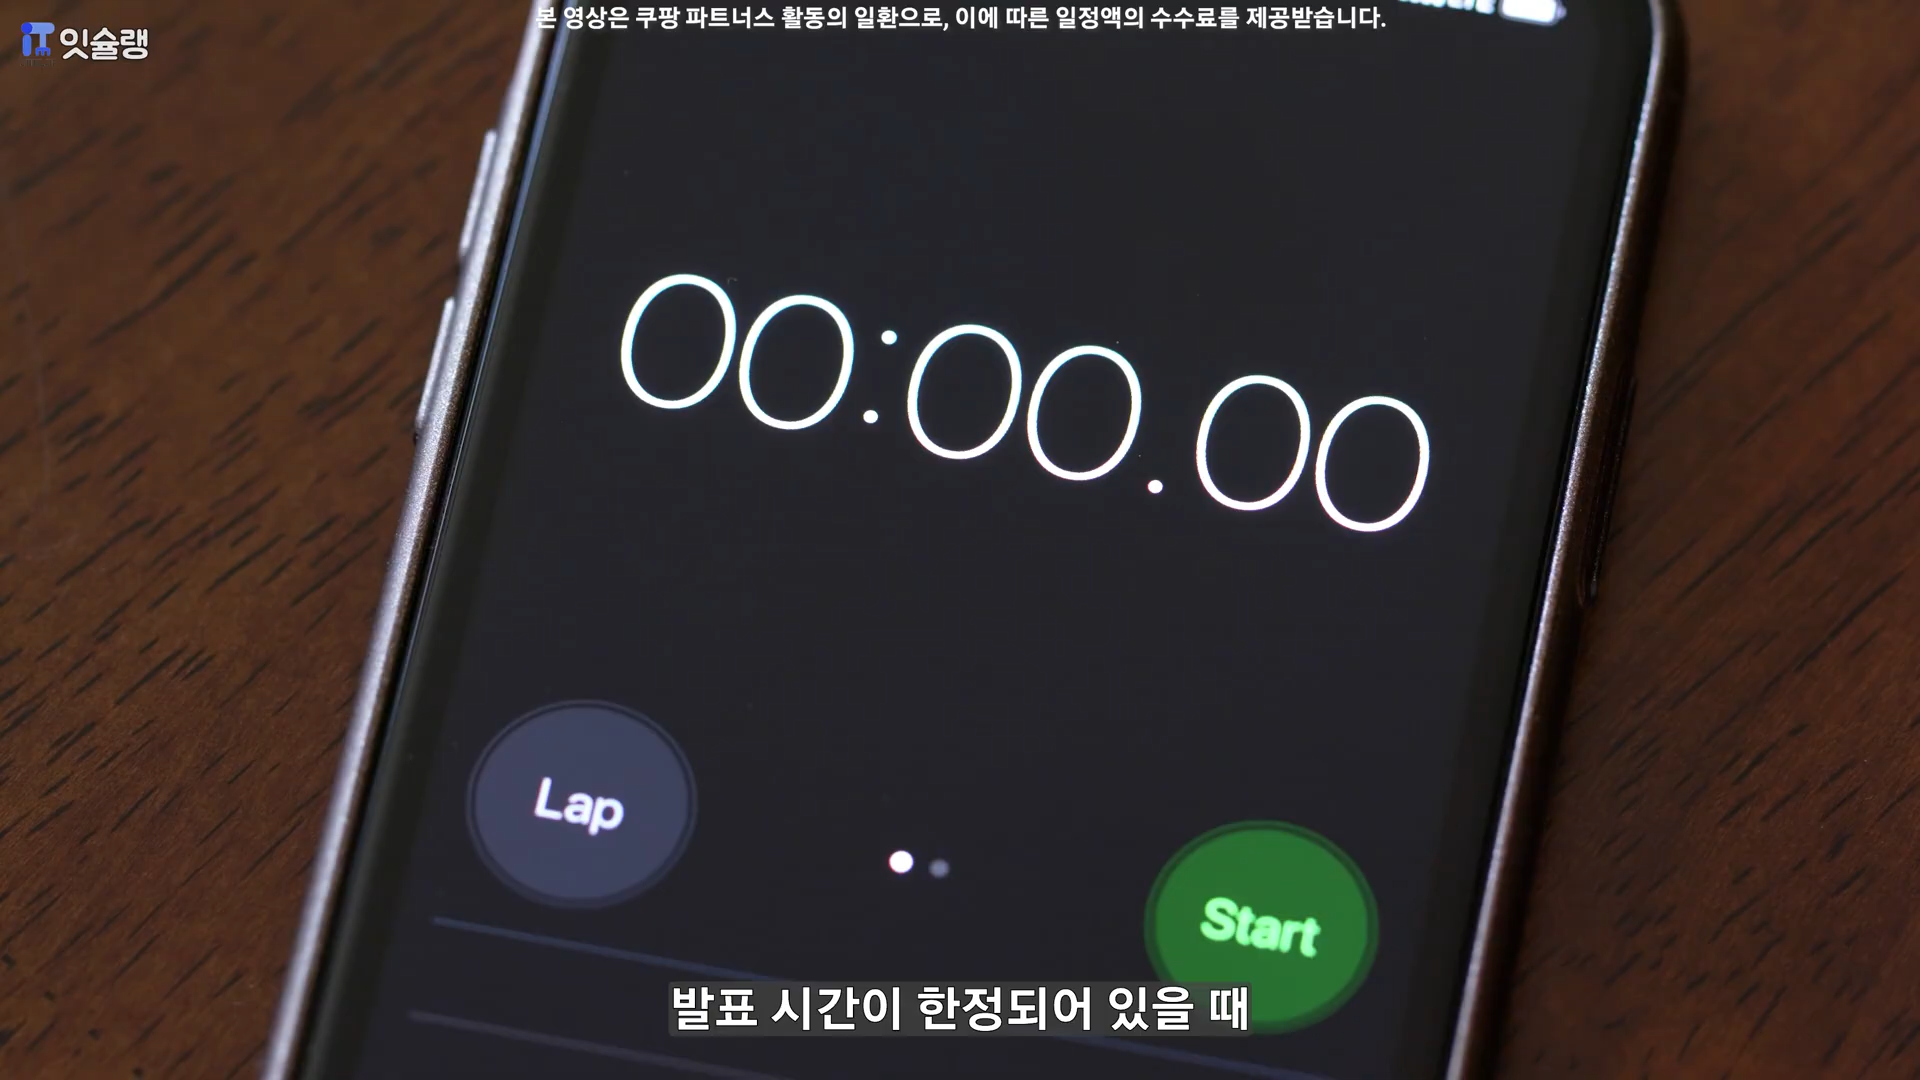 본 영상은 쿠팡 파트너스 활동의 일환으로, 이에 따른 일정액의 수수료를 제공받습니다.
iT 잇슐랭
00:00.00
Lap
Start
발표 시간이 한정되어 있을 때